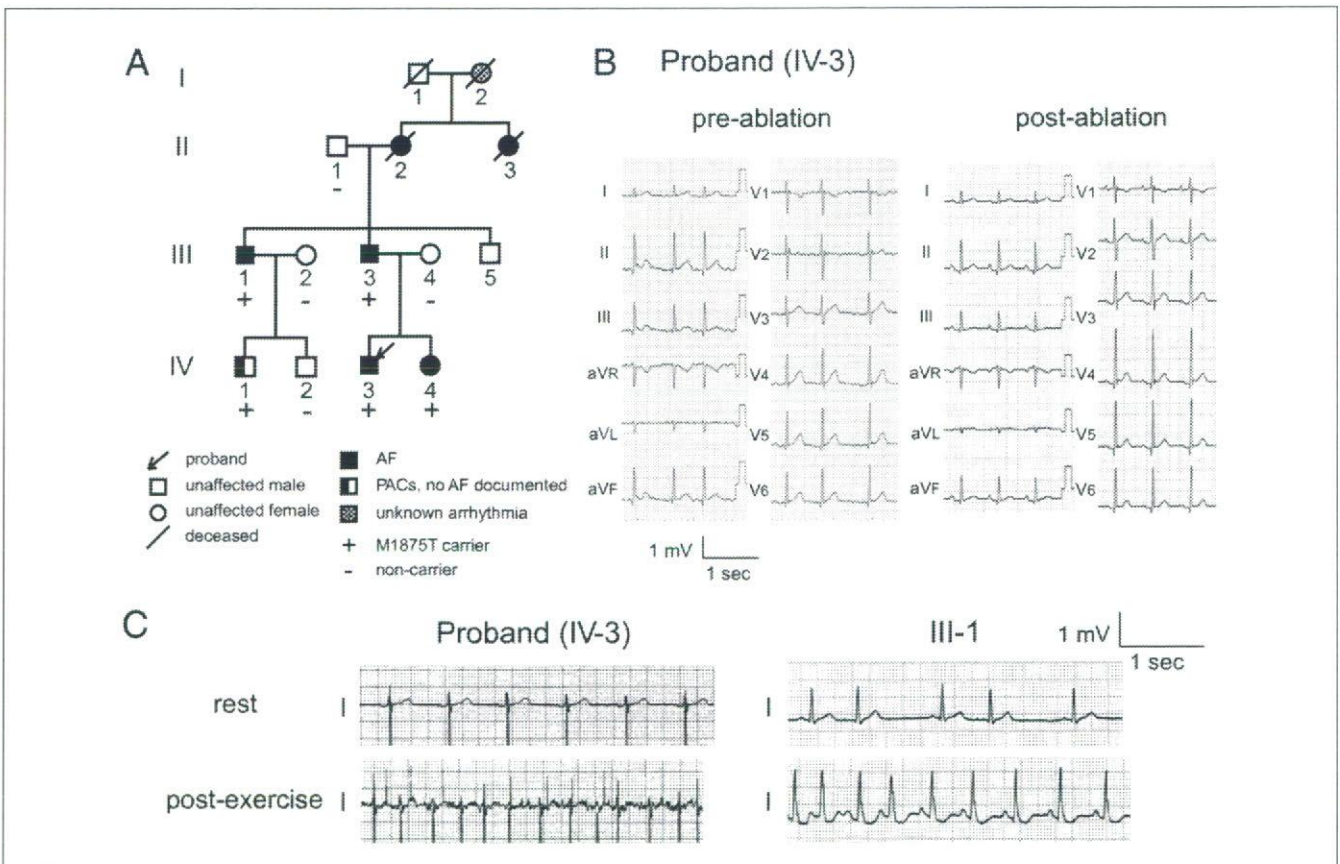 A
I
1 2
II
1 2 3
-
III
1 2 3 4 5
+ - + -
IV
1 2 3 4
+ - + +
proband
unaffected male
unaffected female
deceased
AF
PACs, no AF documented
unknown arrhythmia
+ M1875T carrier
- non-carrier
B Proband (IV-3)
pre-ablation post-ablation
I V1
II V2
III V3
aVR V4
aVL V5
aVF V6
1 mV
1 sec
I V1
II V2
III V3
aVR V4
aVL V5
aVF V6
C
Proband (IV-3) III-1 1 mV
1 sec
rest I I
post-exercise I I